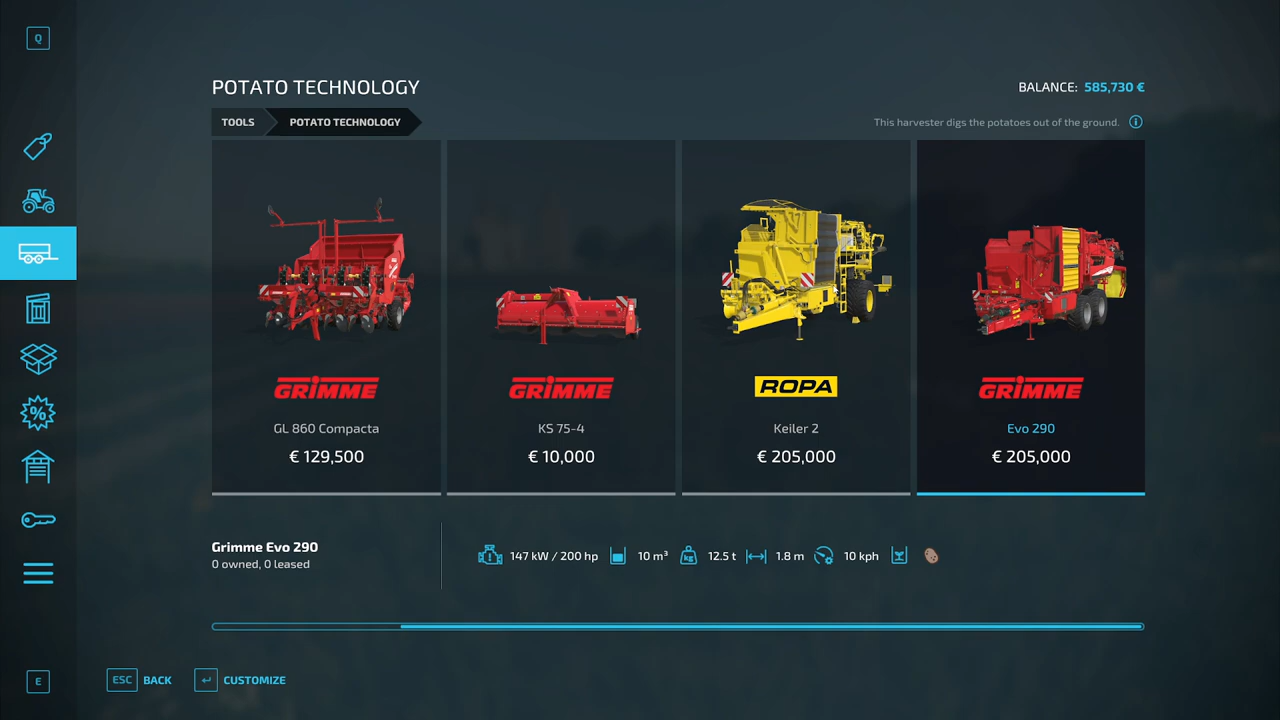 Q
POTATO TECHNOLOGY
BALANCE: 585,730 €
TOOLS POTATO TECHNOLOGY
This harvester digs the potatoes out of the ground.
GRIMME GRIMME ROPA GRIMME
GL 860 Compacta KS 75-4 Keiler 2 Evo 290
€ 129,500 € 10,000 € 205,000 € 205,000
Grimme Evo 290
0 owned, 0 leased
147 kW / 200 hp 10 m³ kg 12.5 t 1.8 m 10 kph
E ESC BACK CUSTOMIZE